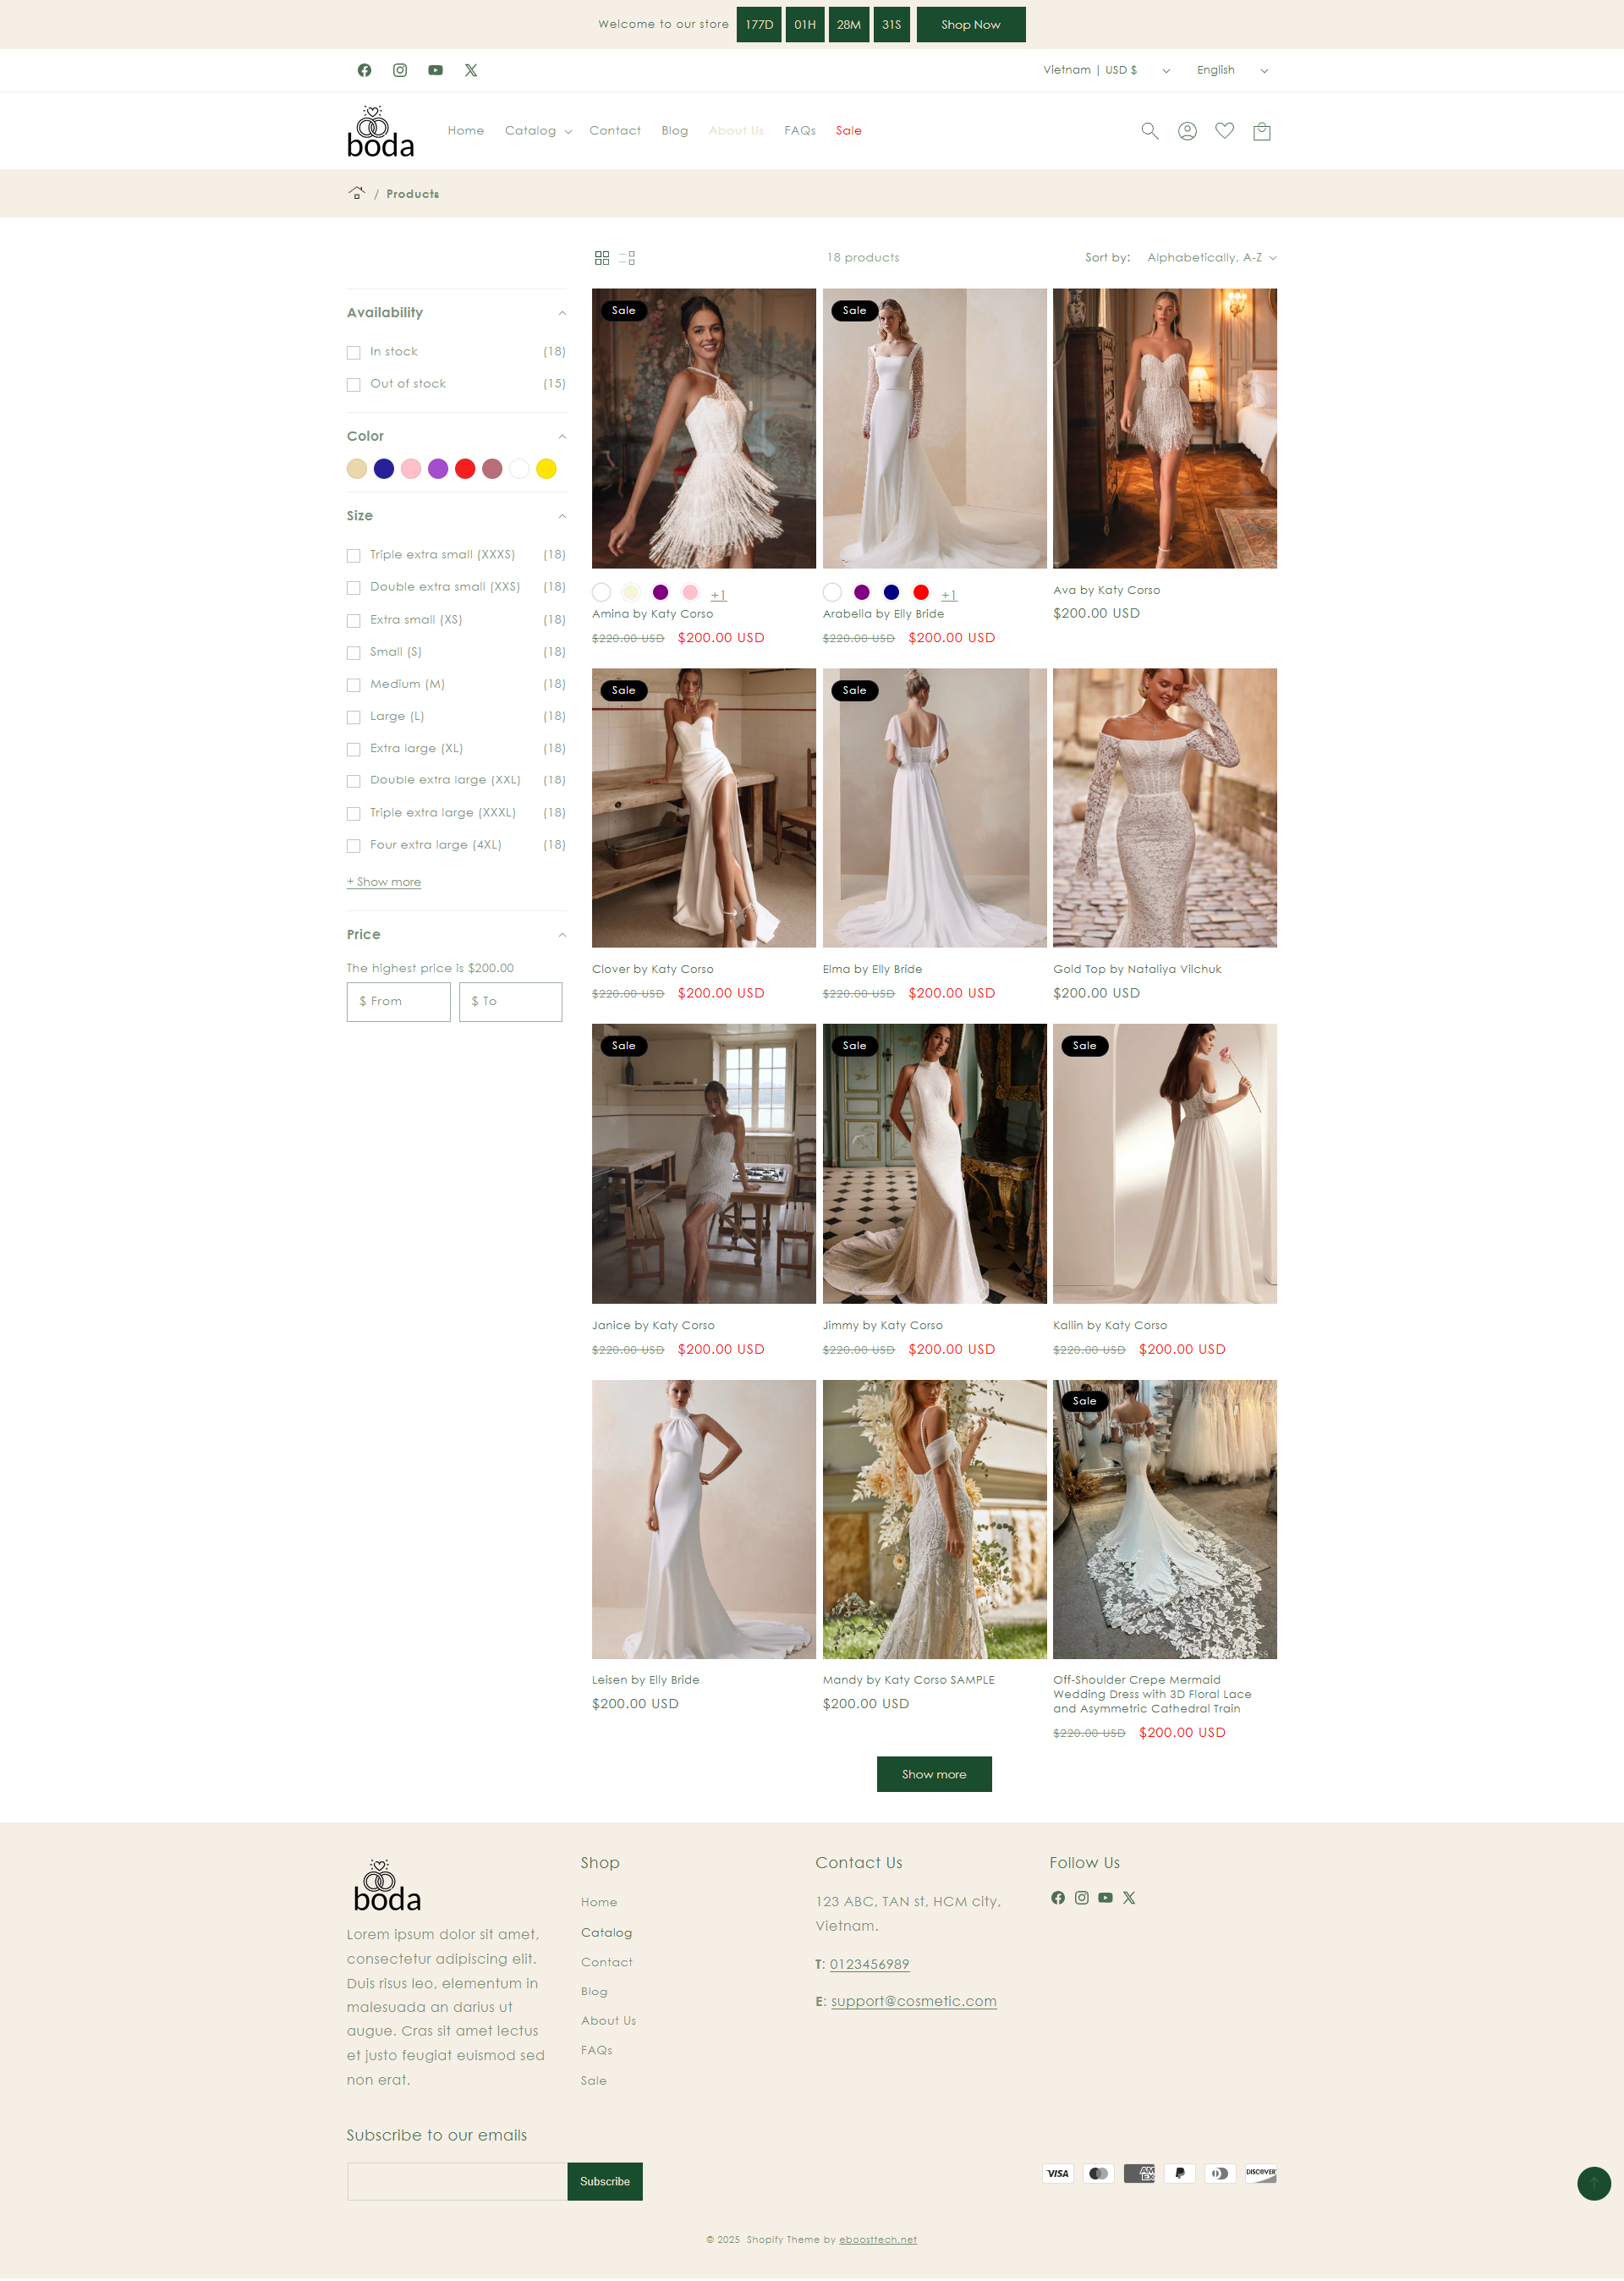 Welcome to our store 177D 01H 28M 31S Shop Now
Vietnam | USD $ English
boda
Home Catalog Contact Blog About Us FAQs Sale
/ Products
18 products Sort by: Alphabetically, A-Z
Availability
In stock (18)
Out of stock (15)
Color
Size
Triple extra small (XXXS) (18)
Double extra small (XXS) (18)
Extra small (XS) (18)
Small (S) (18)
Medium (M) (18)
Large (L) (18)
Extra large (XL) (18)
Double extra large (XXL) (18)
Triple extra large (XXXL) (18)
Four extra large (4XL) (18)
+ Show more
Price
The highest price is $200.00
$ From $ To
Sale
+1
Amina by Katy Corso
$220.00 USD $200.00 USD
Sale
+1
Arabella by Elly Bride
$220.00 USD $200.00 USD
Ava by Katy Corso
$200.00 USD
Sale
Clover by Katy Corso
$220.00 USD $200.00 USD
Sale
Elma by Elly Bride
$220.00 USD $200.00 USD
Gold Top by Nataliya Vilchuk
$200.00 USD
Sale
Janice by Katy Corso
$220.00 USD $200.00 USD
Sale
Jimmy by Katy Corso
$220.00 USD $200.00 USD
Sale
Kallin by Katy Corso
$220.00 USD $200.00 USD
Leisen by Elly Bride
$200.00 USD
Mandy by Katy Corso SAMPLE
$200.00 USD
Sale
Off-Shoulder Crepe Mermaid
Wedding Dress with 3D Floral Lace
and Asymmetric Cathedral Train
$220.00 USD $200.00 USD
Show more
boda
Lorem ipsum dolor sit amet,
consectetur adipiscing elit.
Duis risus leo, elementum in
malesuada an darius ut
augue. Cras sit amet lectus
et justo feugiat euismod sed
non erat.
Shop
Home
Catalog
Contact
Blog
About Us
FAQs
Sale
Contact Us
123 ABC, TAN st, HCM city,
Vietnam.
T: 0123456989
E: support@cosmetic.com
Follow Us
Subscribe to our emails
Subscribe
VISA AMEX DISCOVER
© 2025 Shopify Theme by eboosttech.net